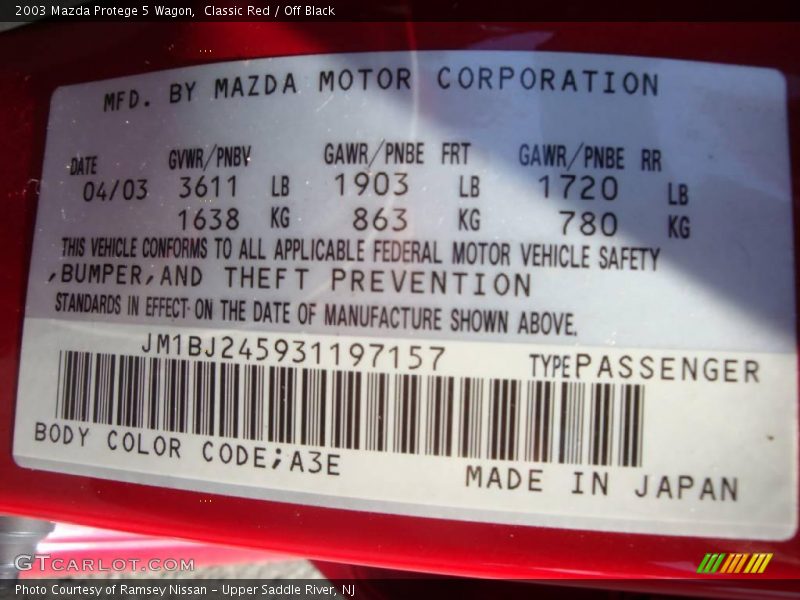 2003 Mazda Protege 5 Wagon, Classic Red / Off Black
MFD. BY MAZDA MOTOR CORPORATION
DATE GVWR/PNBV GAWR/PNBE FRT GAWR/PNBE RR
04/03 3611 LB 1903 LB 1720 LB
1638 KG 863 KG 780 KG
THIS VEHICLE CONFORMS TO ALL APPLICABLE FEDERAL MOTOR VEHICLE SAFETY
,BUMPER,AND THEFT PREVENTION
STANDARDS IN EFFECT ON THE DATE OF MANUFACTURE SHOWN ABOVE.
JM1BJ245931197157 TYPE PASSENGER
BODY COLOR CODE;A3E
MADE IN JAPAN
GTCarLot.com
Photo Courtesy of Ramsey Nissan - Upper Saddle River, NJ